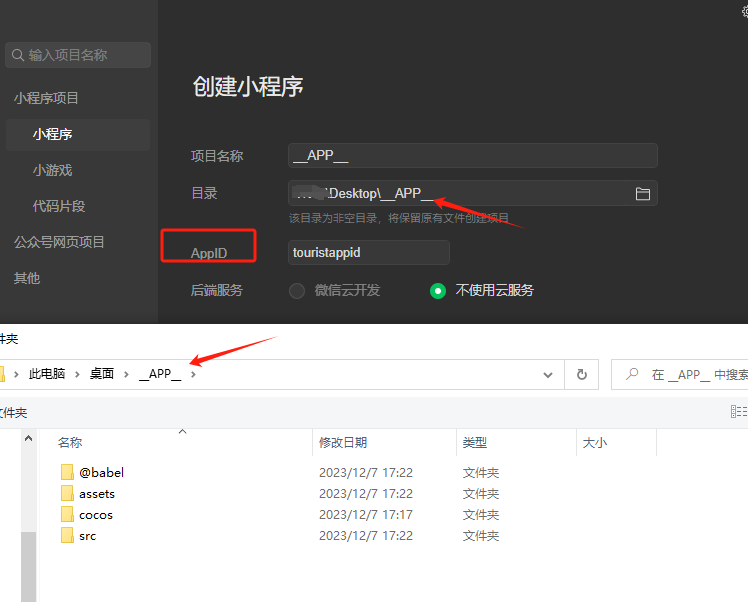 输入项目名称
小程序项目
小程序
小游戏
代码片段
公众号网页项目
其他
创建小程序
项目名称
__APP__
目录
\Desktop\__APP__
该目录为非空目录，将保留原有文件创建项目
AppID
touristappid
后端服务
微信云开发
不使用云服务
件夹
此电脑 > 桌面 > __APP__ >
在 __APP__ 中搜索
文件夹
名称 修改日期 类型 大小
@babel 2023/12/7 17:22 文件夹
assets 2023/12/7 17:22 文件夹
cocos 2023/12/7 17:17 文件夹
src 2023/12/7 17:22 文件夹